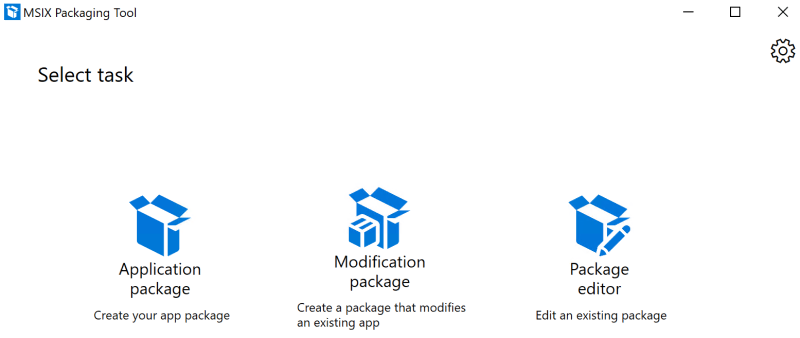 MSIX Packaging Tool
Select task
Application
package
Create your app package
Modification
package
Create a package that modifies
an existing app
Package
editor
Edit an existing package